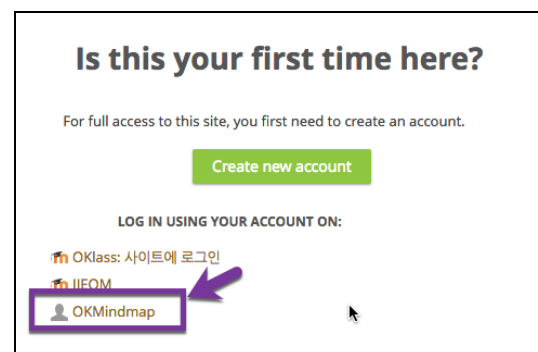 Is this your first time here?
For full access to this site, you first need to create an account.
Create new account
LOG IN USING YOUR ACCOUNT ON:
OKlass: 사이트에 로그인
OKMindmap